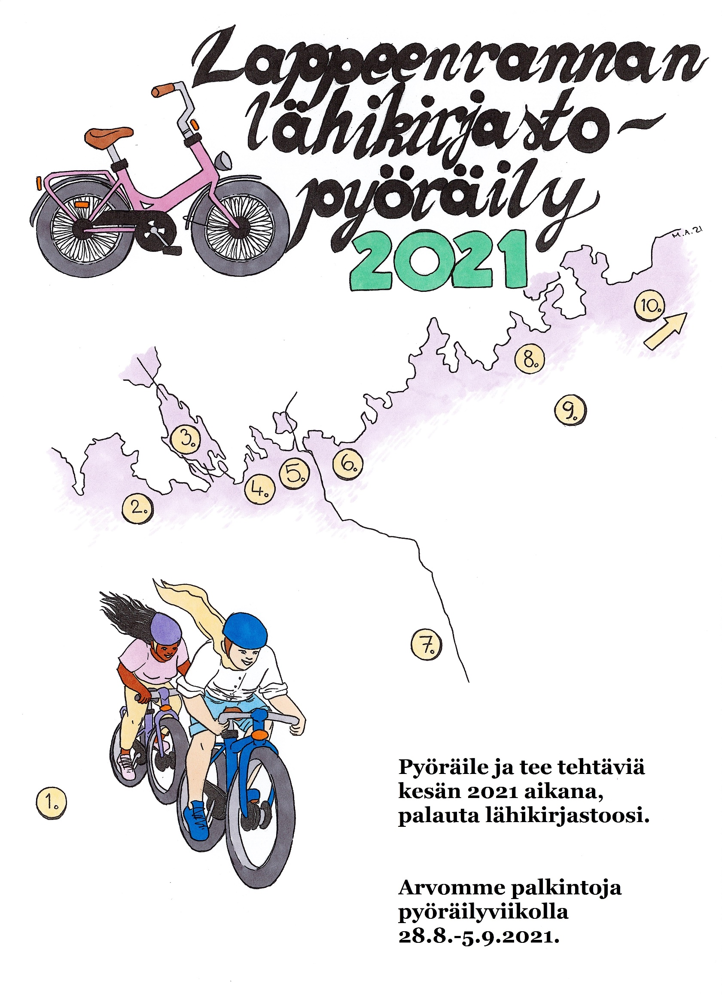 Lappeenrannan
lähikirjasto-
pyöräily
2021
M.A.21
10.
8.
9.
3.
5.
6.
4.
2.
7.
1.
Pyöräile ja tee tehtäviä
kesän 2021 aikana,
palauta lähikirjastoosi.
Arvomme palkintoja
pyöräilyviikolla
28.8.-5.9.2021.